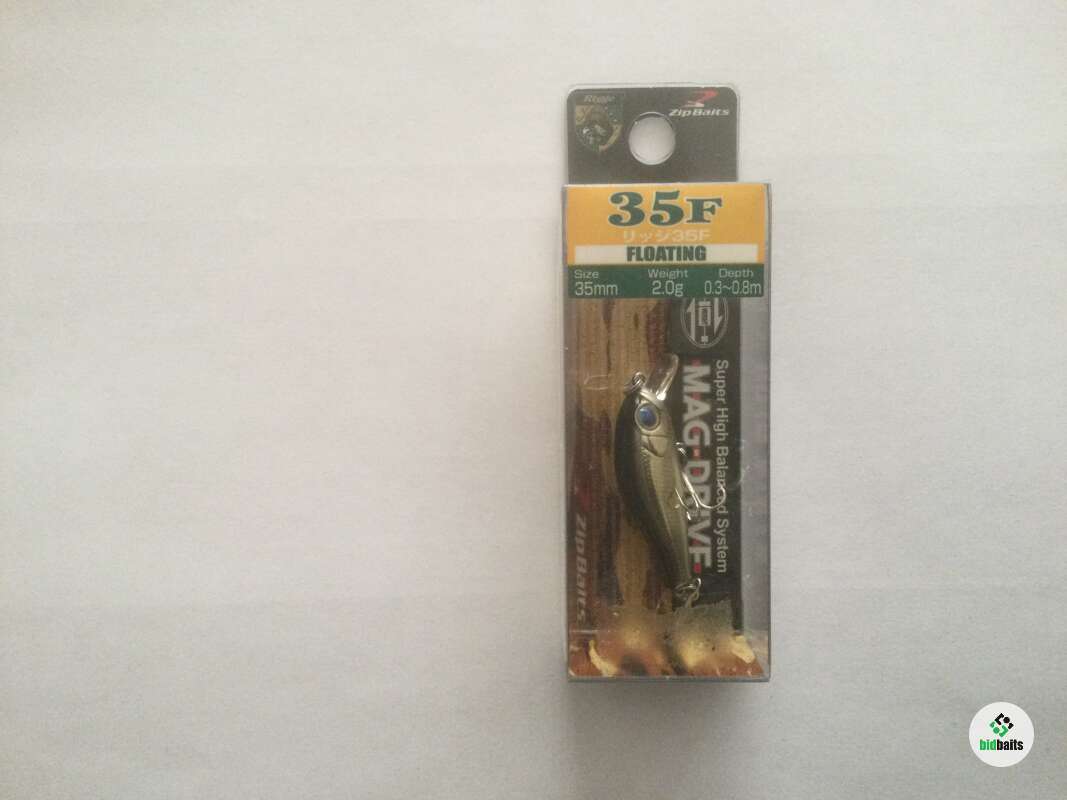 Rigge
ZipBaits
35F
リッジ35F
FLOATING
Size Weight Depth
35mm 2.0g 0.3~0.8m
Super High Balanced System
MAG-DRIVE
ZipBaits
bidbaits